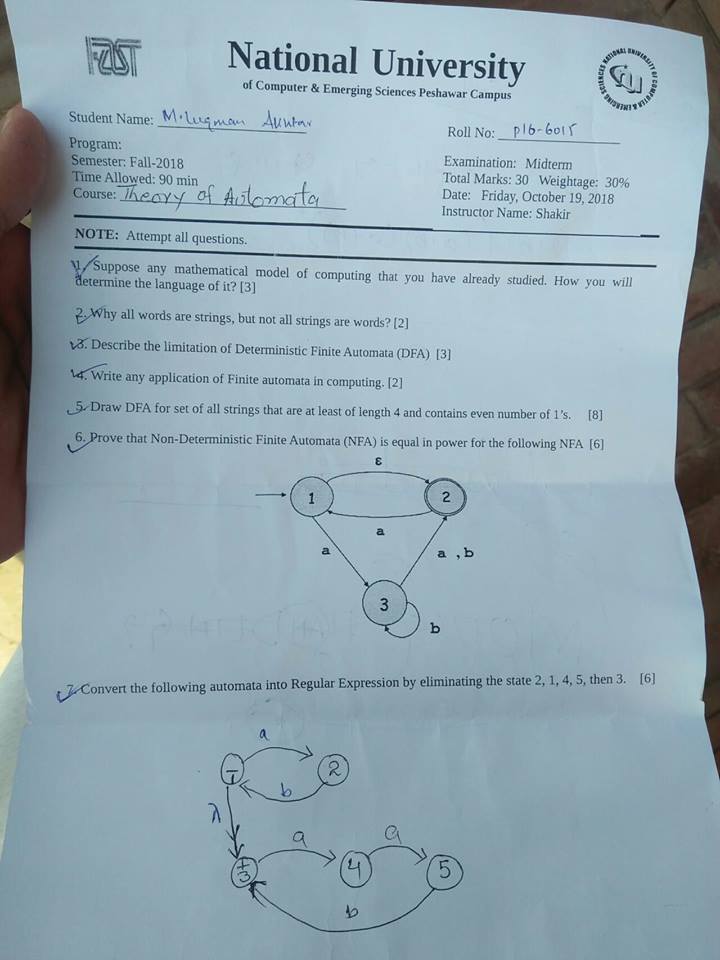 FAST
National University
of Computer & Emerging Sciences Peshawar Campus
NATIONAL UNIVERSITY OF COMPUTER & EMERGING SCIENCES
Student Name: M.Luqman Akhtar
Roll No: P16-6015
Program:
Semester: Fall-2018
Time Allowed: 90 min
Course: Theory of Automata
Examination: Midterm
Total Marks: 30 Weightage: 30%
Date: Friday, October 19, 2018
Instructor Name: Shakir
NOTE: Attempt all questions.
1. Suppose any mathematical model of computing that you have already studied. How you will
determine the language of it? [3]
2. Why all words are strings, but not all strings are words? [2]
3. Describe the limitation of Deterministic Finite Automata (DFA) [3]
4. Write any application of Finite automata in computing. [2]
5. Draw DFA for set of all strings that are at least of length 4 and contains even number of 1's. [8]
6. Prove that Non-Deterministic Finite Automata (NFA) is equal in power for the following NFA [6]
ε
1
2
a
a
a , b
3
b
7. Convert the following automata into Regular Expression by eliminating the state 2, 1, 4, 5, then 3. [6]
a
-
1
2
b
λ
a
a
+
3
4
5
b